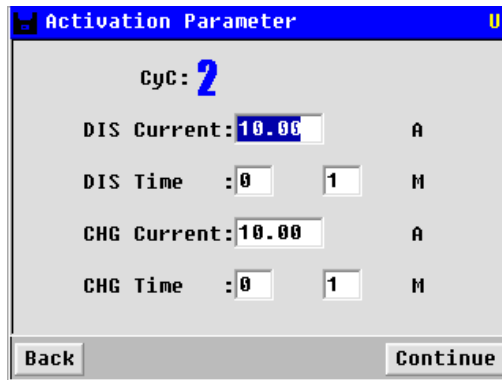 Activation Parameter U
CyC: 2
DIS Current: 10.00 A
DIS Time : 0 1 M
CHG Current: 10.00 A
CHG Time : 0 1 M
Back Continue